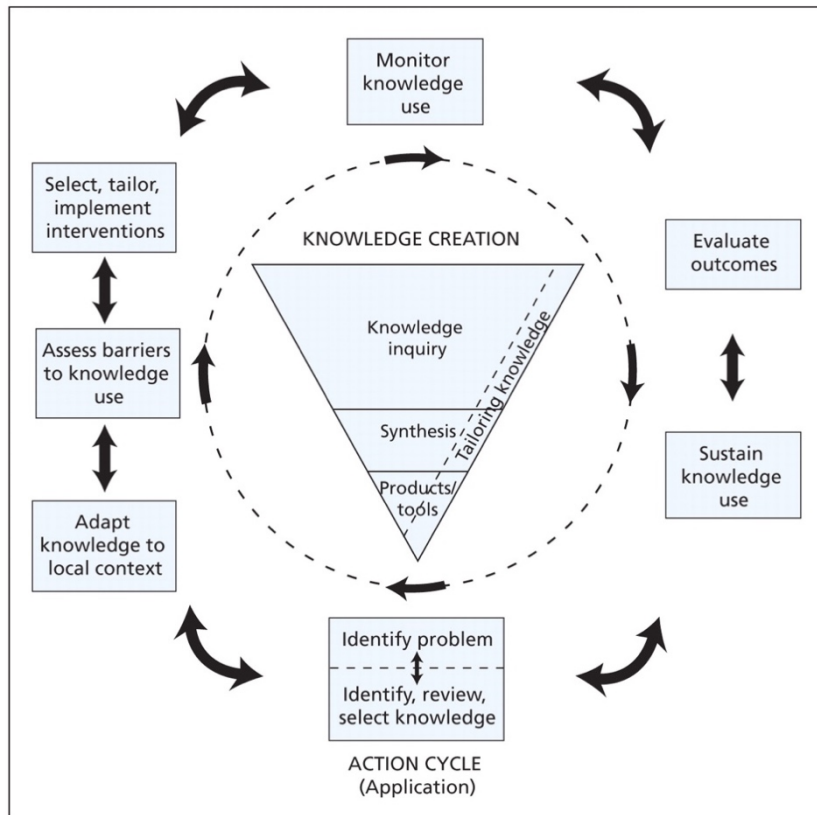 Monitor
knowledge
use
Select, tailor,
implement
interventions
KNOWLEDGE CREATION
Evaluate
outcomes
Knowledge
inquiry
Tailoring knowledge
Assess barriers
to knowledge
use
Synthesis
Products/
tools
Sustain
knowledge
use
Adapt
knowledge to
local context
Identify problem
Identify, review,
select knowledge
ACTION CYCLE
(Application)